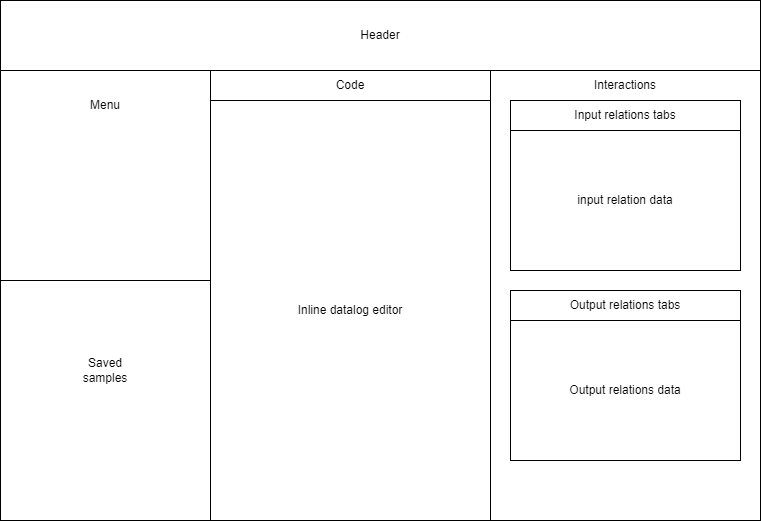 Header
Menu
Saved
samples
Code
Inline datalog editor
Interactions
Input relations tabs
input relation data
Output relations tabs
Output relations data